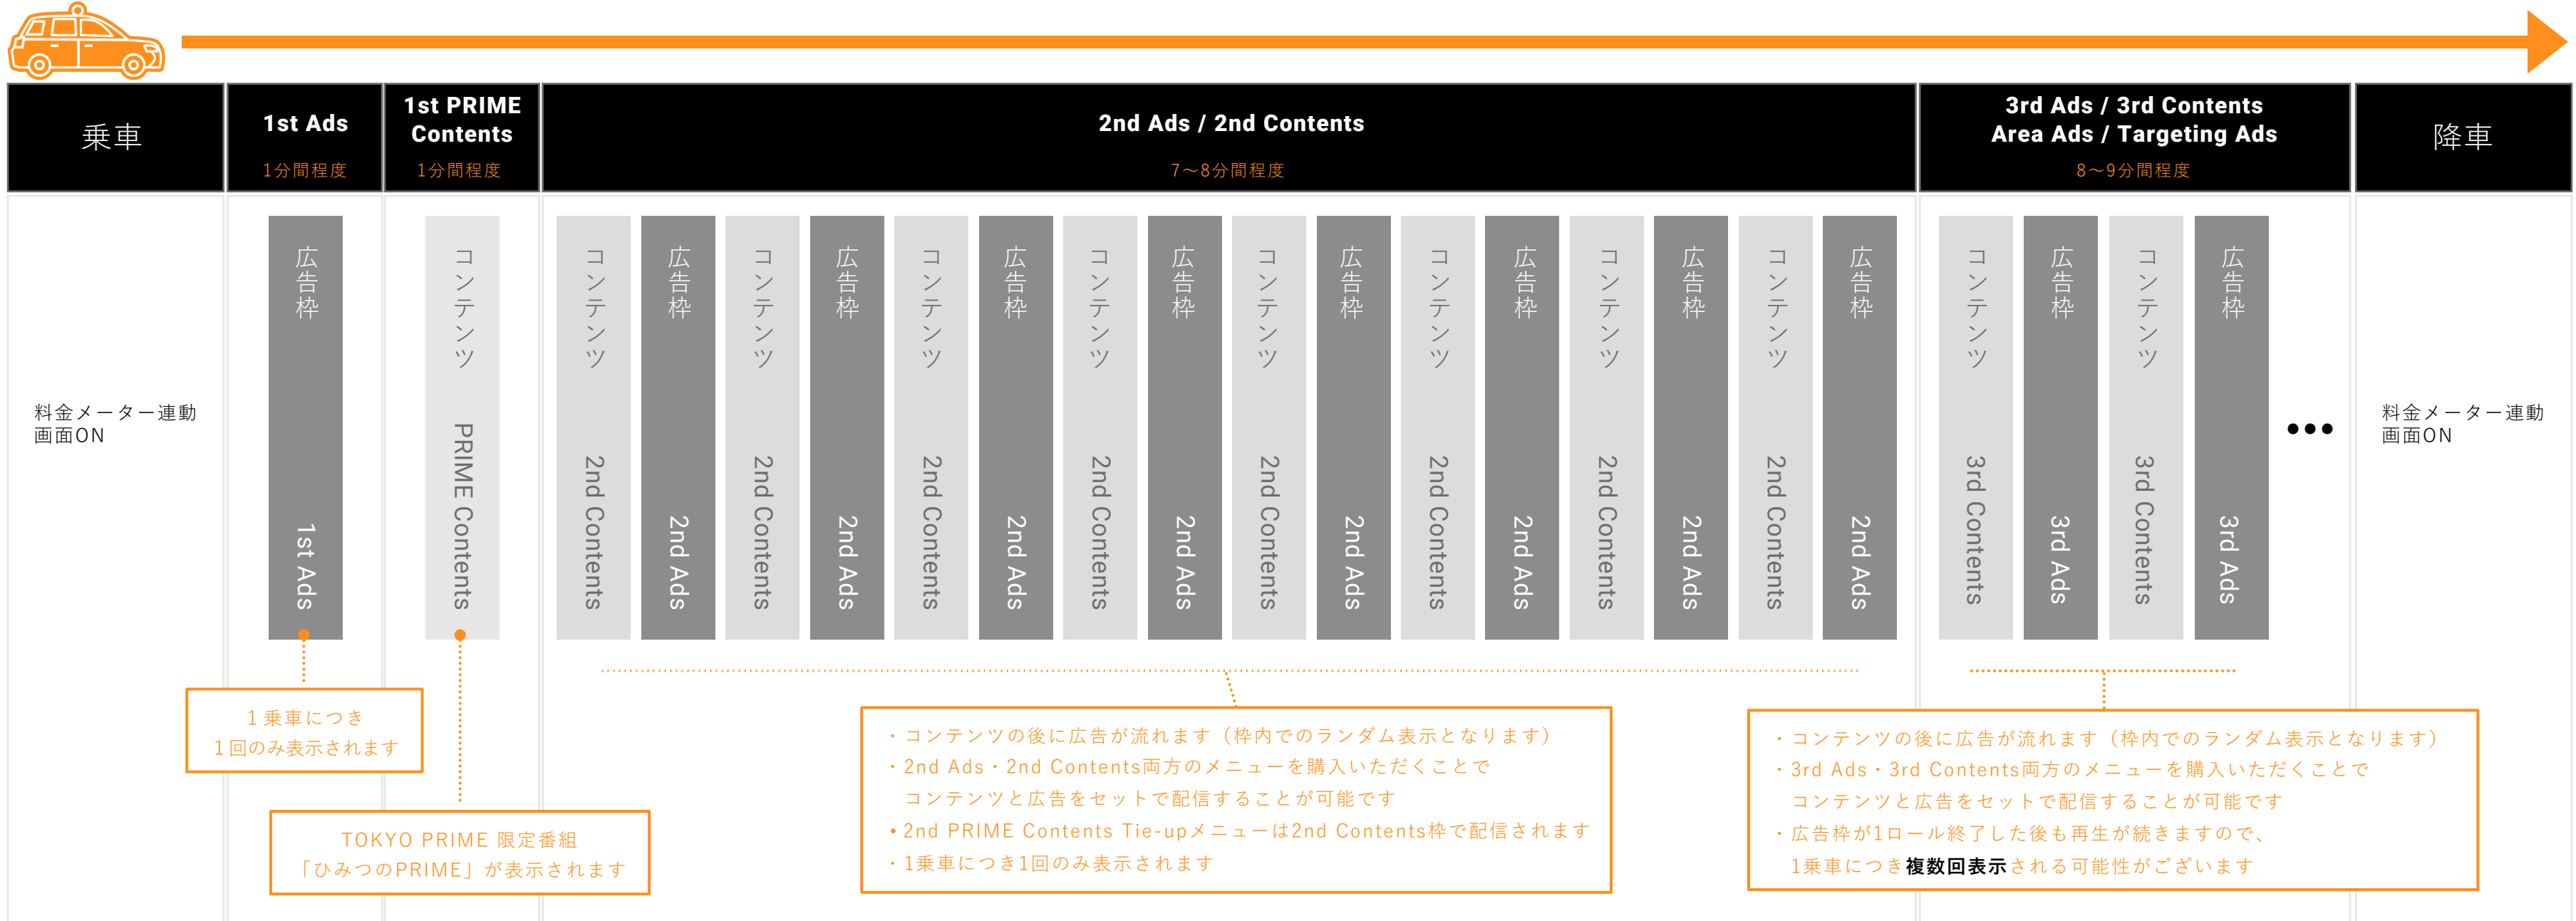 乗車
1st Ads
1分間程度
1st PRIME
Contents
1分間程度
2nd Ads / 2nd Contents
7〜8分間程度
3rd Ads / 3rd Contents
Area Ads / Targeting Ads
8〜9分間程度
降車
料金メーター連動
画面ON
広告枠 1st Ads
コンテンツ PRIME Contents
コンテンツ 2nd Contents
広告枠 2nd Ads
コンテンツ 2nd Contents
広告枠 2nd Ads
コンテンツ 2nd Contents
広告枠 2nd Ads
コンテンツ 2nd Contents
広告枠 2nd Ads
コンテンツ 2nd Contents
広告枠 2nd Ads
コンテンツ 2nd Contents
広告枠 2nd Ads
コンテンツ 2nd Contents
広告枠 2nd Ads
コンテンツ 2nd Contents
広告枠 2nd Ads
コンテンツ 3rd Contents
広告枠 3rd Ads
コンテンツ 3rd Contents
広告枠 3rd Ads
•••
料金メーター連動
画面ON
1乗車につき
1回のみ表示されます
TOKYO PRIME 限定番組
「ひみつのPRIME」が表示されます
・コンテンツの後に広告が流れます（枠内でのランダム表示となります）
・2nd Ads・2nd Contents両方のメニューを購入いただくことで
コンテンツと広告をセットで配信することが可能です
• 2nd PRIME Contents Tie-upメニューは2nd Contents枠で配信されます
・1乗車につき1回のみ表示されます
・コンテンツの後に広告が流れます（枠内でのランダム表示となります）
・3rd Ads・3rd Contents両方のメニューを購入いただくことで
コンテンツと広告をセットで配信することが可能です
・広告枠が1ロール終了した後も再生が続きますので、
1乗車につき複数回表示される可能性がございます